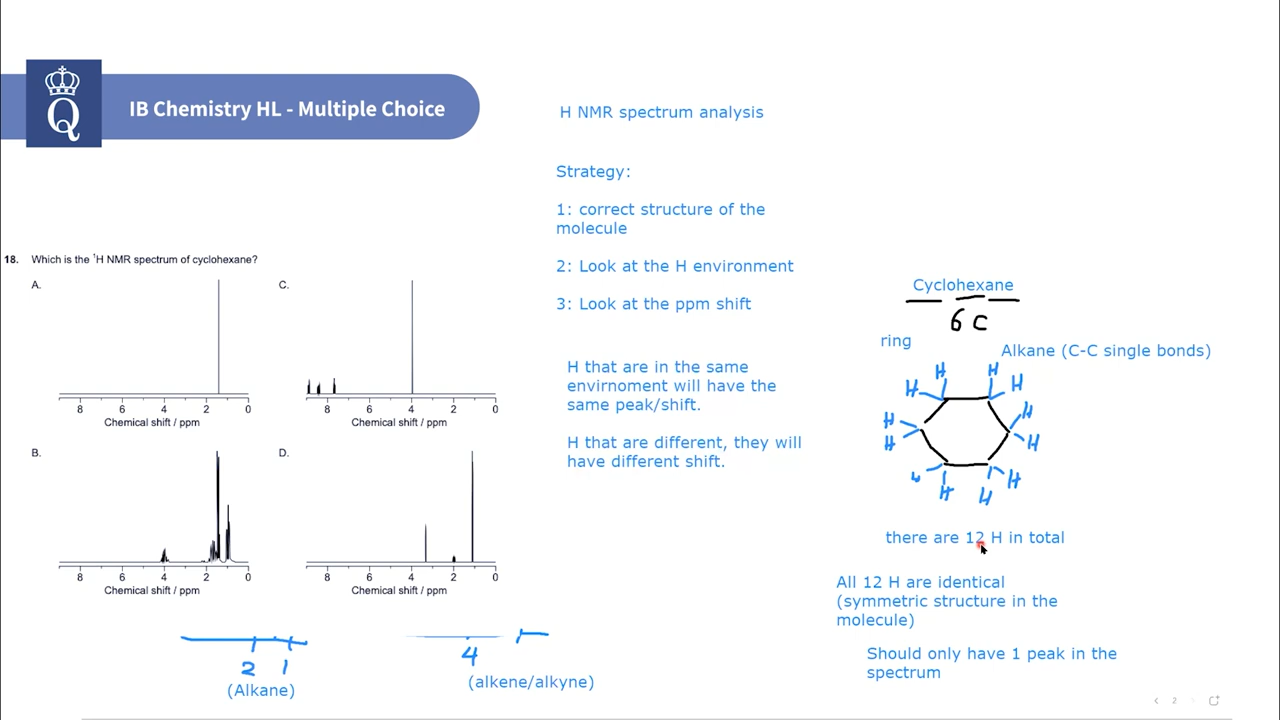 Q
IB Chemistry HL - Multiple Choice
H NMR spectrum analysis
Strategy:
1: correct structure of the
molecule
2: Look at the H environment
3: Look at the ppm shift
H that are in the same
envirnoment will have the
same peak/shift.
H that are different, they will
have different shift.
18. Which is the ¹H NMR spectrum of cyclohexane?
A.
8 6 4 2 0
Chemical shift / ppm
C.
8 6 4 2 0
Chemical shift / ppm
B.
8 6 4 2 0
Chemical shift / ppm
D.
8 6 4 2 0
Chemical shift / ppm
2 1
(Alkane)
4
(alkene/alkyne)
Cyclohexane
6 C
ring
Alkane (C-C single bonds)
H H
H H
H H
H H
H H H
there are 12 H in total
All 12 H are identical
(symmetric structure in the
molecule)
Should only have 1 peak in the
spectrum
2